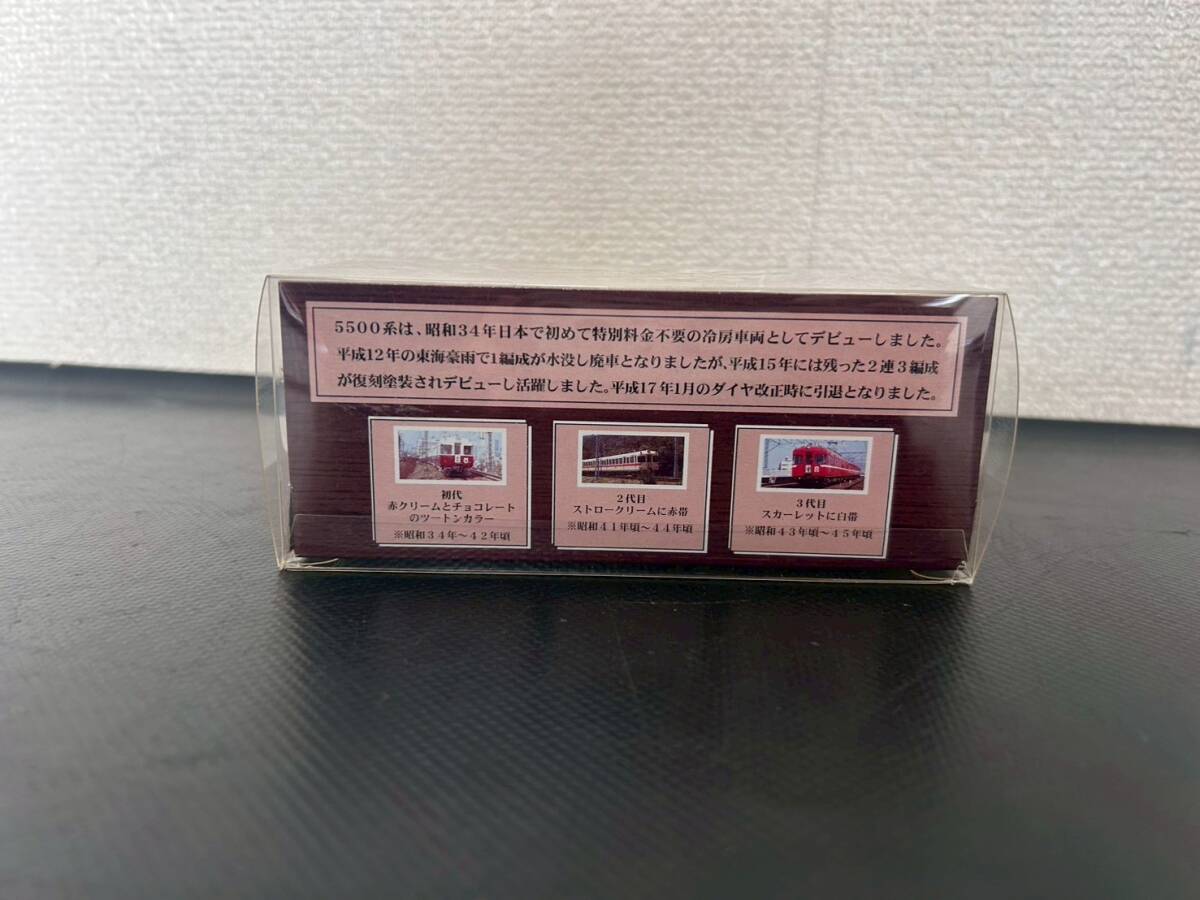 5500系は、昭和34年日本で初めて特別料金不要の冷房車両としてデビューしました。
平成12年の東海豪雨で1編成が水没し廃車となりましたが、平成15年には残った2連3編成
が復刻塗装されデビューし活躍しました。平成17年1月のダイヤ改正時に引退となりました。
初代
赤クリームとチョコレート
のツートンカラー
※昭和34年～42年頃
2代目
ストロークリームに赤帯
※昭和41年頃～44年頃
3代目
スカーレットに白帯
※昭和43年頃～45年頃